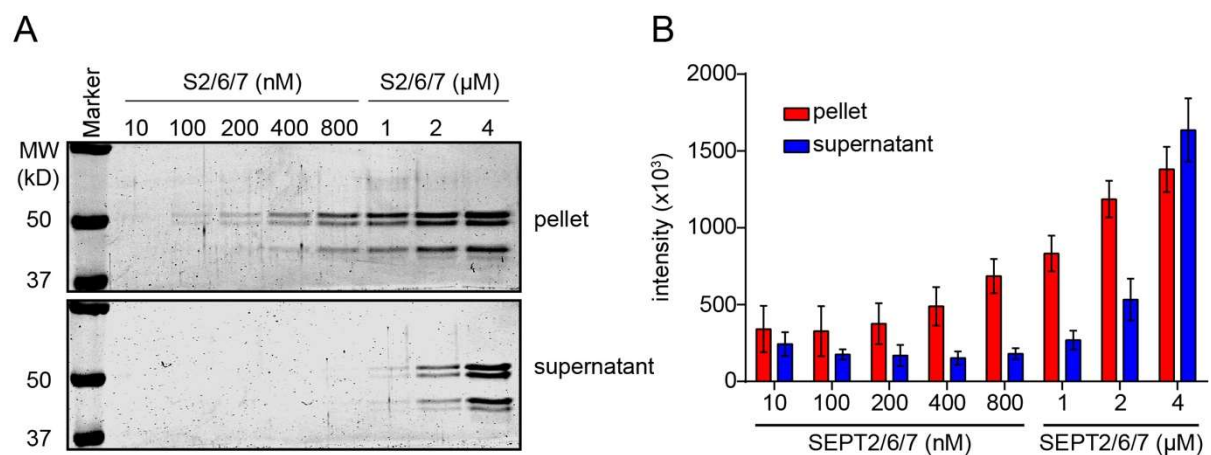 A
Marker
S2/6/7 (nM)
S2/6/7 (µM)
10 100 200 400 800 1 2 4
MW
(kD)
50
37
pellet
50
37
supernatant
B
2000
1500
1000
500
0
intensity (x10³)
pellet
supernatant
10 100 200 400 800 1 2 4
SEPT2/6/7 (nM)
SEPT2/6/7 (µM)